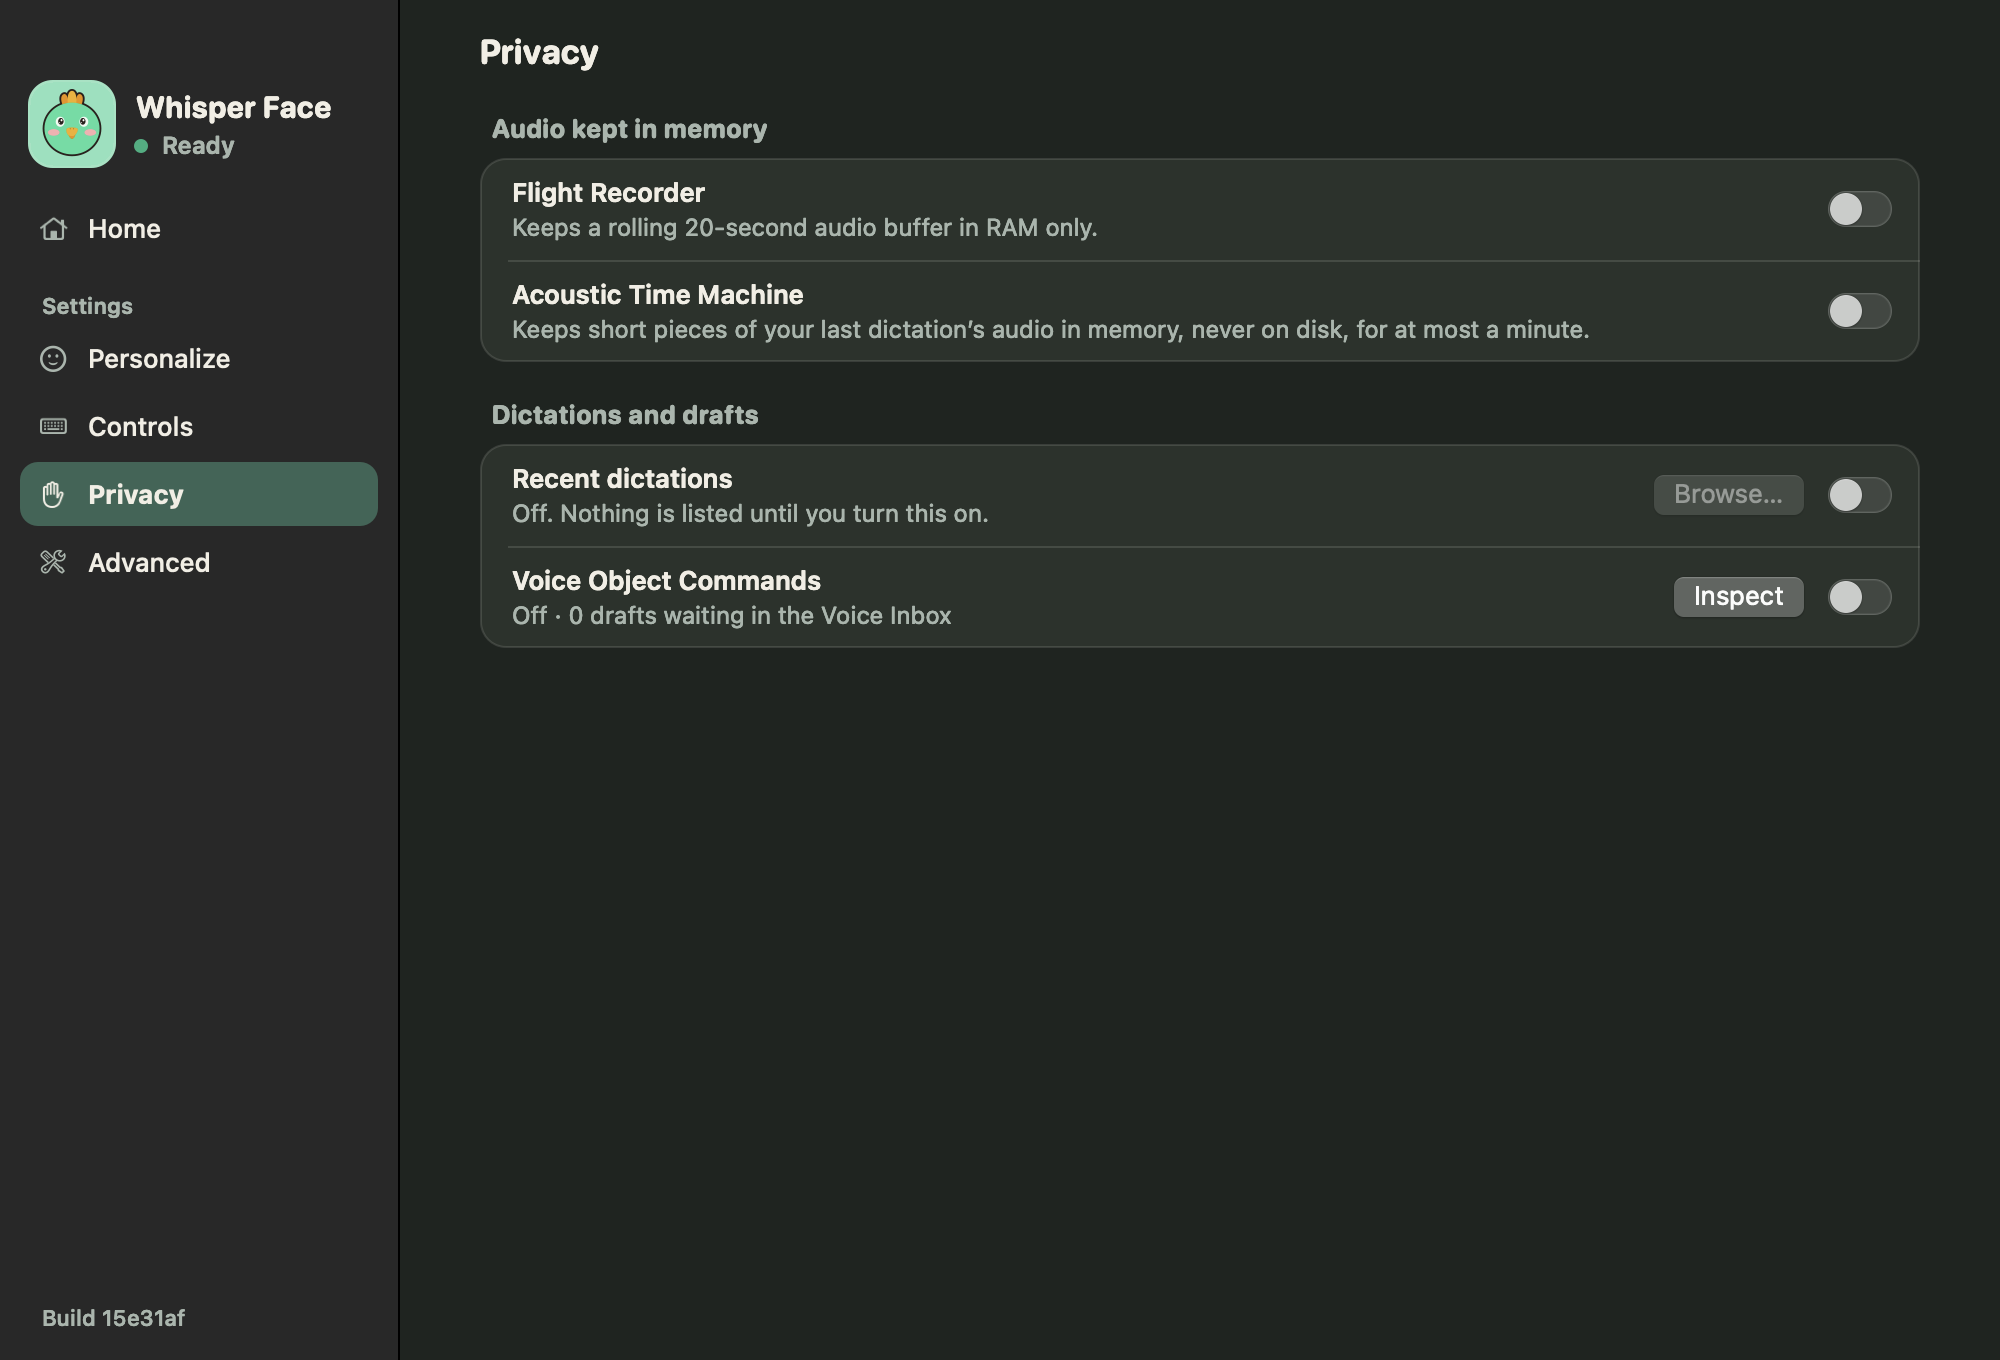 Whisper Face
Ready
Home
Settings
Personalize
Controls
Privacy
Advanced
Build 15e31af
Privacy
Audio kept in memory
Flight Recorder
Keeps a rolling 20-second audio buffer in RAM only.
Acoustic Time Machine
Keeps short pieces of your last dictation’s audio in memory, never on disk, for at most a minute.
Dictations and drafts
Recent dictations
Off. Nothing is listed until you turn this on.
Browse...
Voice Object Commands
Off · 0 drafts waiting in the Voice Inbox
Inspect